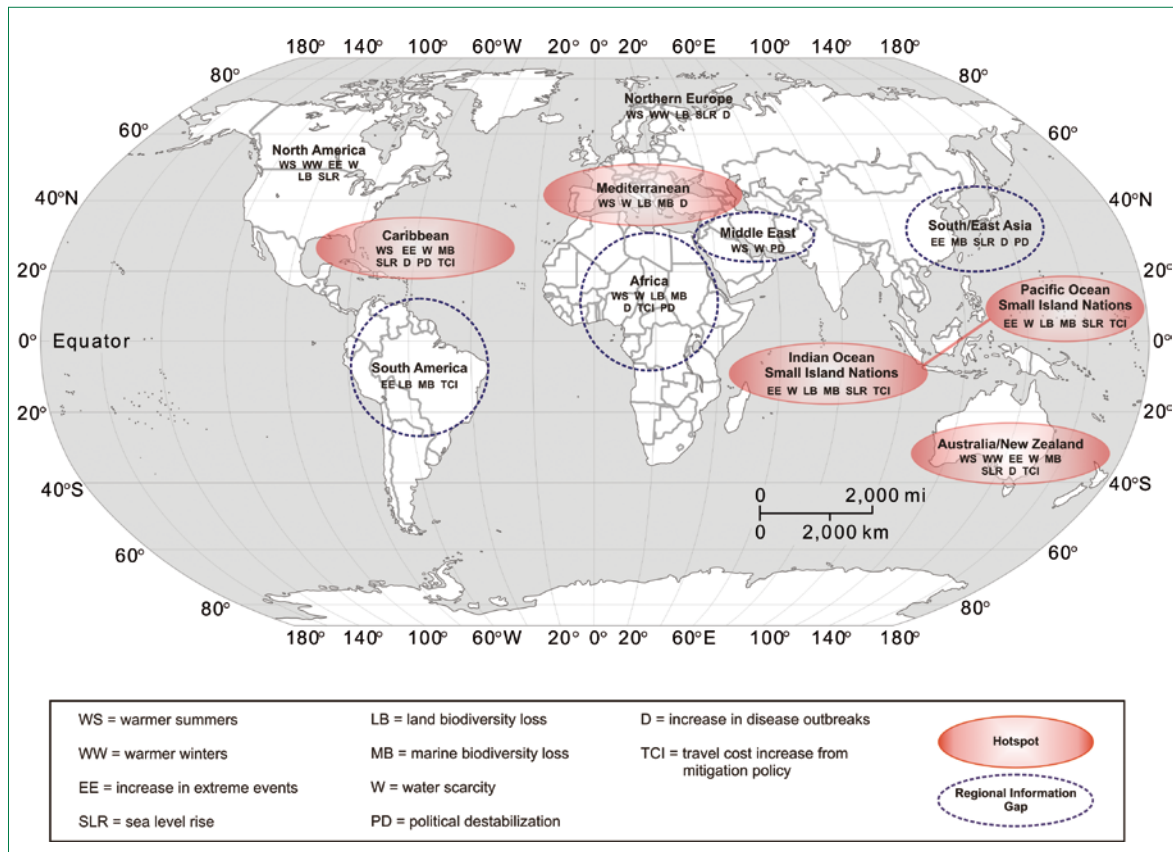 180° 140° 100° 60°W 20° 0° 20° 60°E 100° 140° 180°
80° 80°
60° 60°
Northern Europe
WS WW LB SLR D
North America
WS WW EE W
LB SLR
40°N 40°N
Mediterranean
WS W LB MB D
Middle East
WS W PD
South/East Asia
EE MB SLR D PD
Caribbean
WS EE W MB
SLR D PD TCI
20° 20°
Africa
WS W LB MB
D TCI PD
Pacific Ocean
Small Island Nations
EE W LB MB SLR TCI
0° 0°
Equator
South America
EE LB MB TCI
Indian Ocean
Small Island Nations
EE W LB MB SLR TCI
20° 20°
Australia/New Zealand
WS WW EE W MB
SLR D TCI
40°S 40°S
0 2,000 mi
0 2,000 km
60° 60°
80° 80°
180° 140° 100° 60°W 20° 0° 20° 60°E 100° 140° 180°
WS = warmer summers
WW = warmer winters
EE = increase in extreme events
SLR = sea level rise
LB = land biodiversity loss
MB = marine biodiversity loss
W = water scarcity
PD = political destabilization
D = increase in disease outbreaks
TCI = travel cost increase from
mitigation policy
Hotspot
Regional Information
Gap